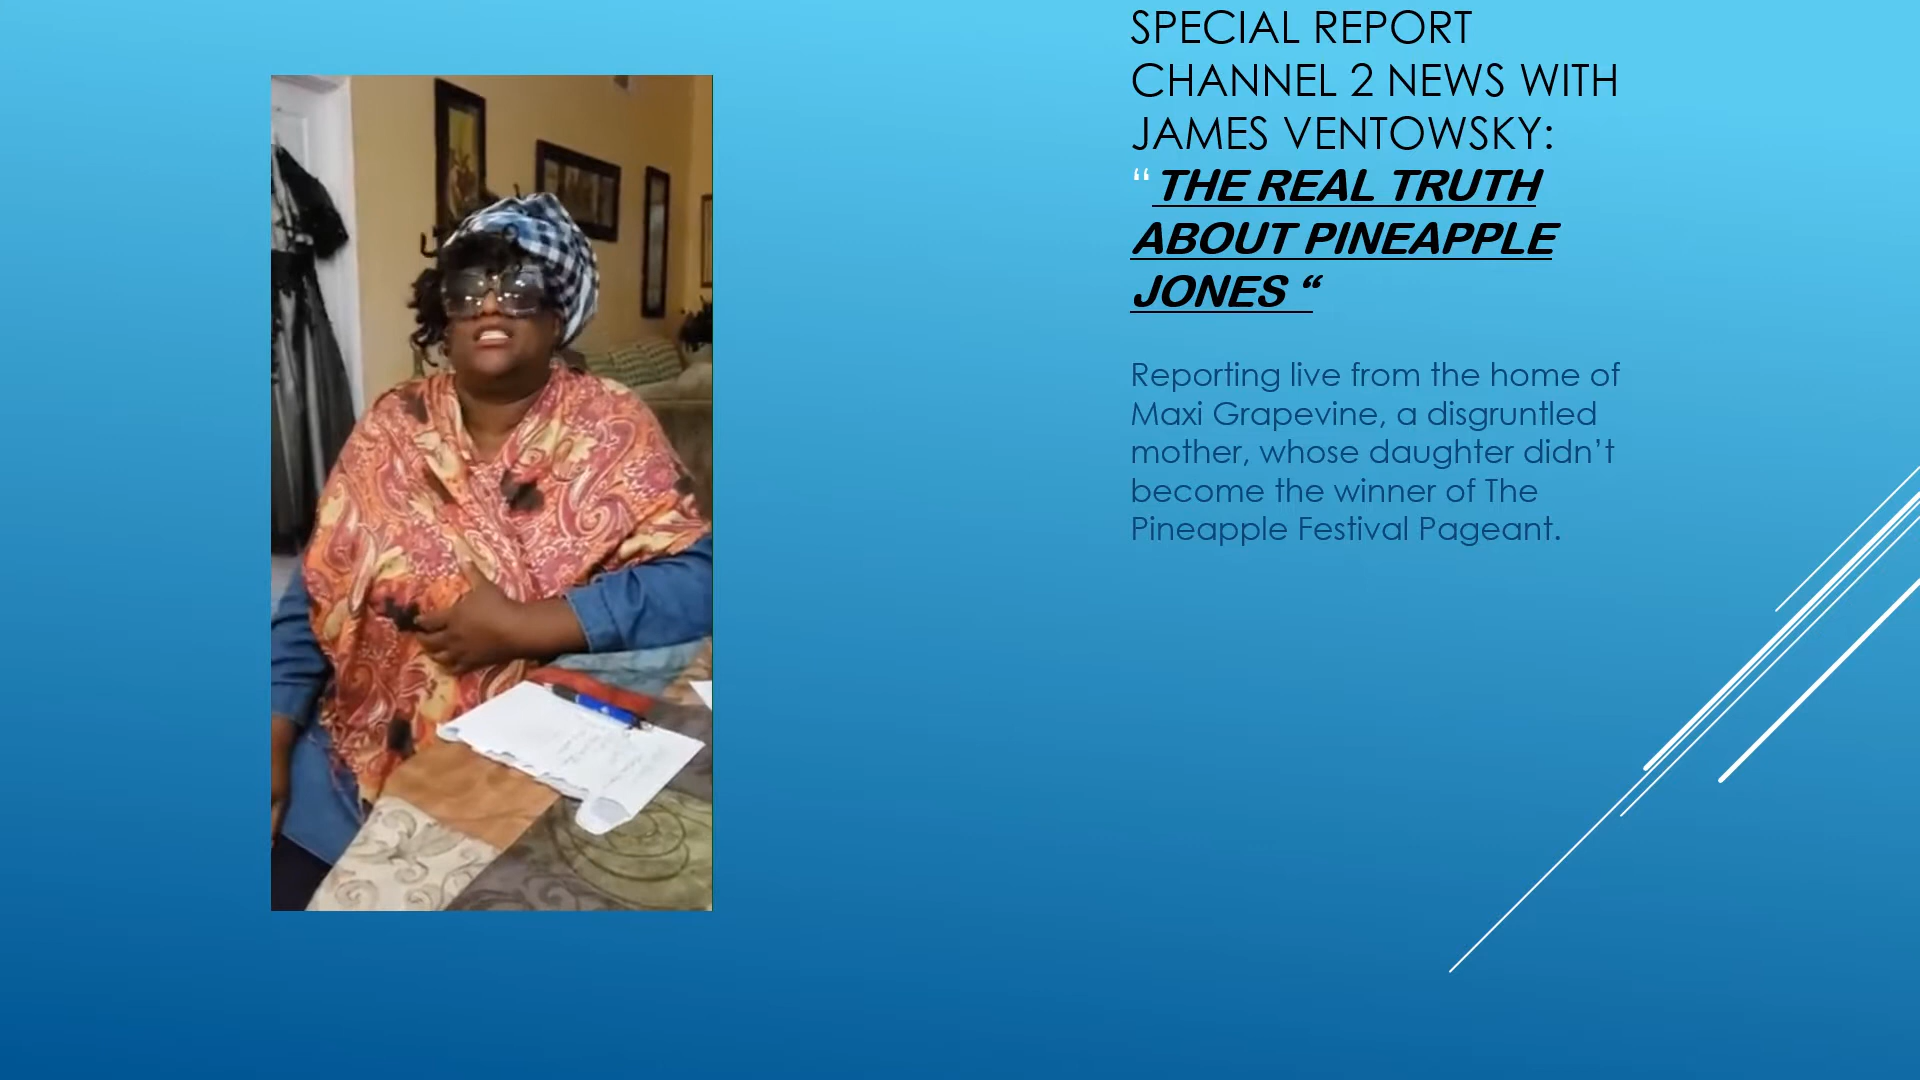 SPECIAL REPORT
CHANNEL 2 NEWS WITH
JAMES VENTOWSKY:
“ THE REAL TRUTH
ABOUT PINEAPPLE
JONES “
Reporting live from the home of
Maxi Grapevine, a disgruntled
mother, whose daughter didn’t
become the winner of The
Pineapple Festival Pageant.